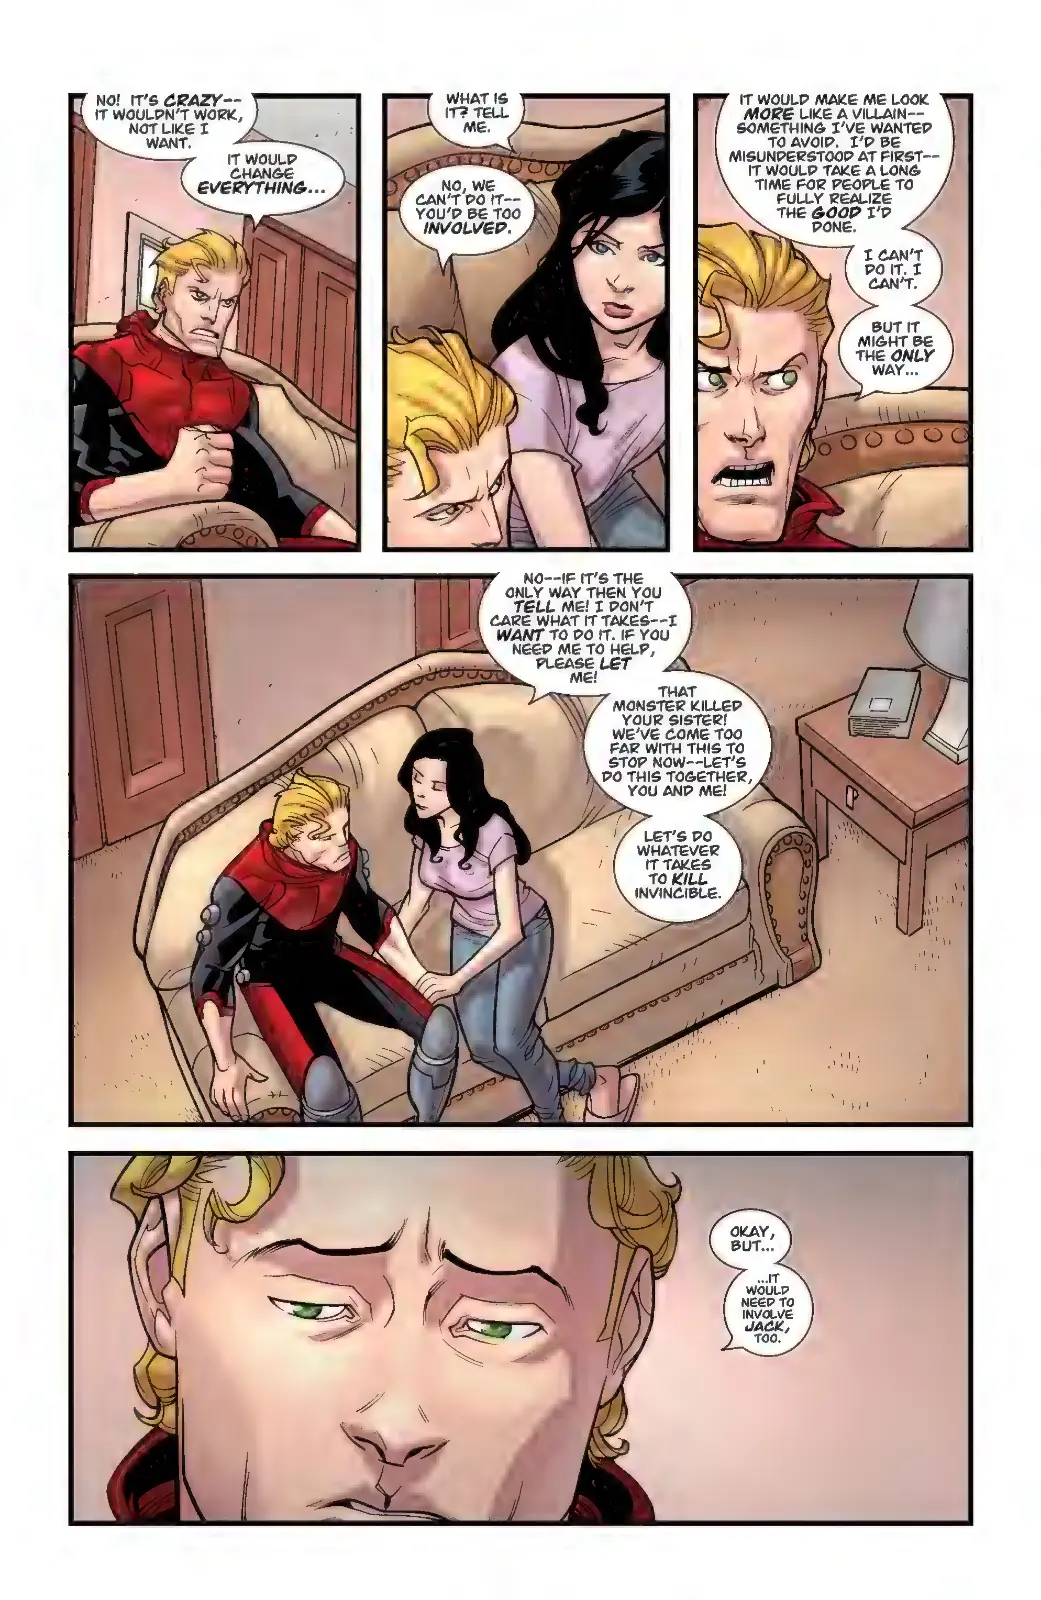 NO! IT'S CRAZY--
IT WOULDN'T WORK,
NOT LIKE I
WANT.
IT WOULD
CHANGE
EVERYTHING...
WHAT IS
IT? TELL
ME.
NO, WE
CAN'T DO IT--
YOU'D BE TOO
INVOLVED.
IT WOULD MAKE ME LOOK
MORE LIKE A VILLAIN--
SOMETHING I'VE WANTED
TO AVOID. I'D BE
MISUNDERSTOOD AT FIRST--
IT WOULD TAKE A LONG
TIME FOR PEOPLE TO
FULLY REALIZE
THE GOOD I'D
DONE.
I CAN'T
DO IT. I
CAN'T.
BUT IT
MIGHT BE
THE ONLY
WAY...
NO--IF IT'S THE
ONLY WAY THEN YOU
TELL ME! I DON'T
CARE WHAT IT TAKES--I
WANT TO DO IT. IF YOU
NEED ME TO HELP,
PLEASE LET
ME!
THAT
MONSTER KILLED
YOUR SISTER!
WE'VE COME TOO
FAR WITH THIS TO
STOP NOW--LET'S
DO THIS TOGETHER,
YOU AND ME!
LET'S DO
WHATEVER
IT TAKES
TO KILL
INVINCIBLE.
OKAY,
BUT...
...IT
WOULD
NEED TO
INVOLVE
JACK,
TOO.